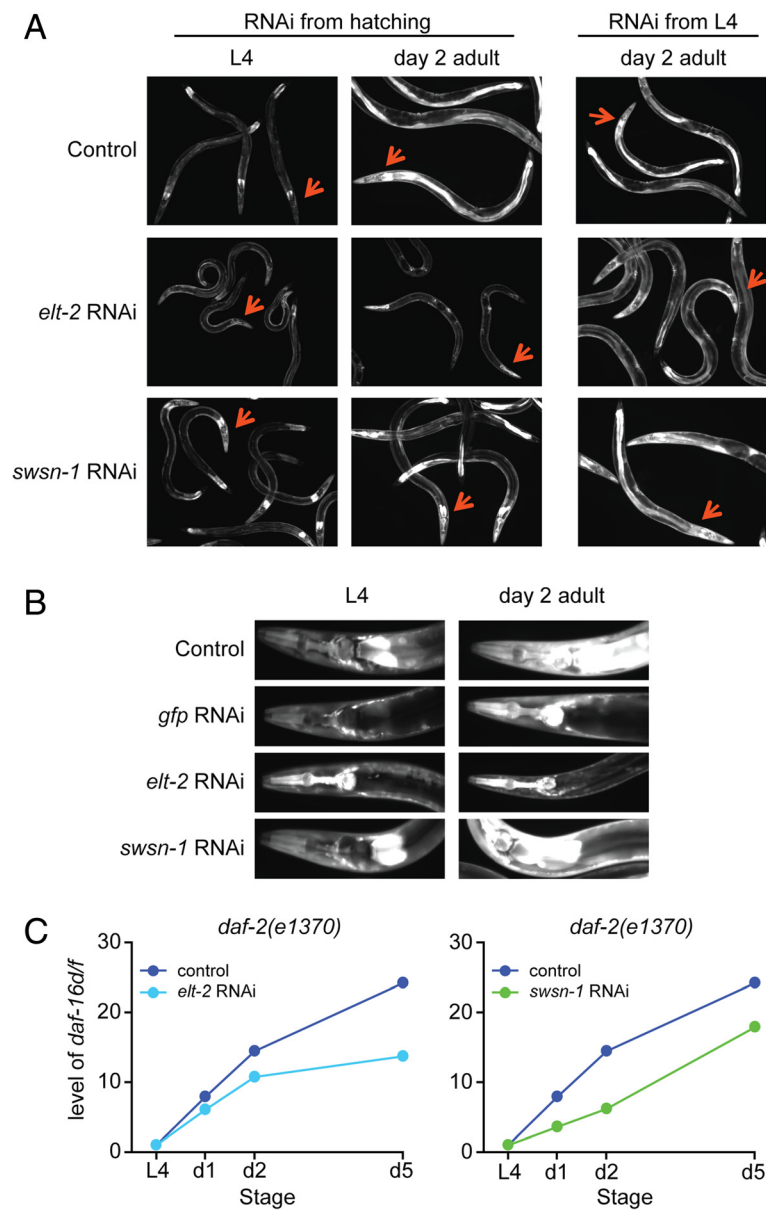 A
RNAi from hatching
RNAi from L4
L4
day 2 adult
day 2 adult
Control
elt-2 RNAi
swsn-1 RNAi
B
L4
day 2 adult
Control
gfp RNAi
elt-2 RNAi
swsn-1 RNAi
C
daf-2(e1370)
30
20
10
0
level of daf-16d/f
control
elt-2 RNAi
L4
d1
d2
d5
Stage
daf-2(e1370)
30
20
10
0
control
swsn-1 RNAi
L4
d1
d2
d5
Stage